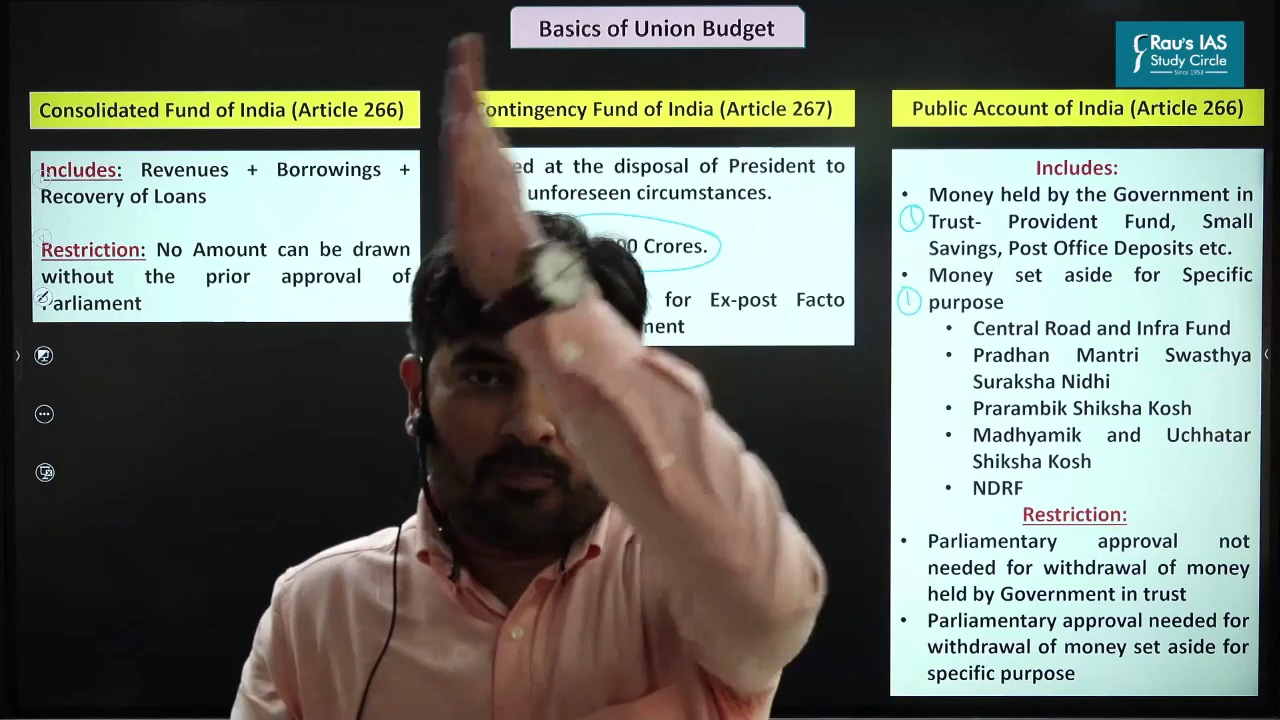 Basics of Union Budget
Rau's IAS
Study Circle
Since 1953
Consolidated Fund of India (Article 266)
Includes: Revenues + Borrowings +
Recovery of Loans
Restriction: No Amount can be drawn
without the prior approval of
Parliament
Contingency Fund of India (Article 267)
at the disposal of President to
unforeseen circumstances.
Crores.
for Ex-post Facto
Public Account of India (Article 266)
Includes:
• Money held by the Government in
Trust- Provident Fund, Small
Savings, Post Office Deposits etc.
• Money set aside for Specific
purpose
• Central Road and Infra Fund
• Pradhan Mantri Swasthya
Suraksha Nidhi
• Prarambik Shiksha Kosh
• Madhyamik and Uchhatar
Shiksha Kosh
• NDRF
Restriction:
• Parliamentary approval not
needed for withdrawal of money
held by Government in trust
• Parliamentary approval needed for
withdrawal of money set aside for
specific purpose